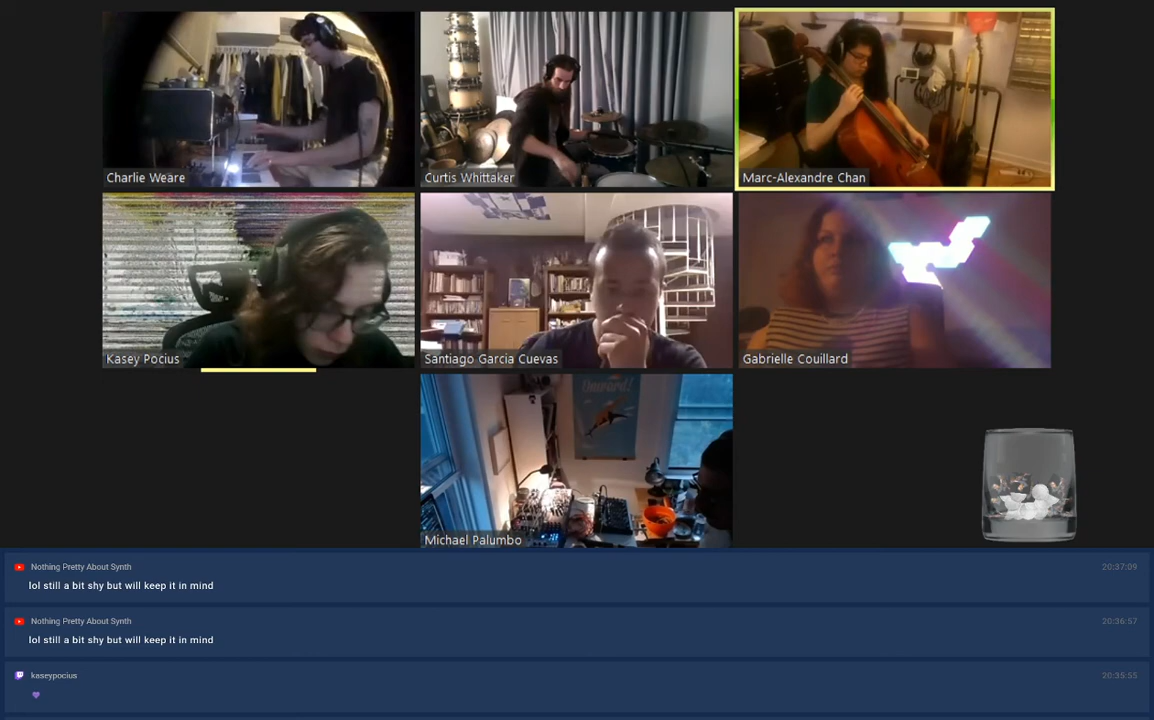 Charlie Weare
Curtis Whittaker
Marc-Alexandre Chan
Kasey Pocius
Santiago Garcia Cuevas
Gabrielle Couillard
Onward!
Michael Palumbo
Nothing Pretty About Synth
20:37:09
lol still a bit shy but will keep it in mind
Nothing Pretty About Synth
20:36:57
lol still a bit shy but will keep it in mind
kaseypocius
20:35:55